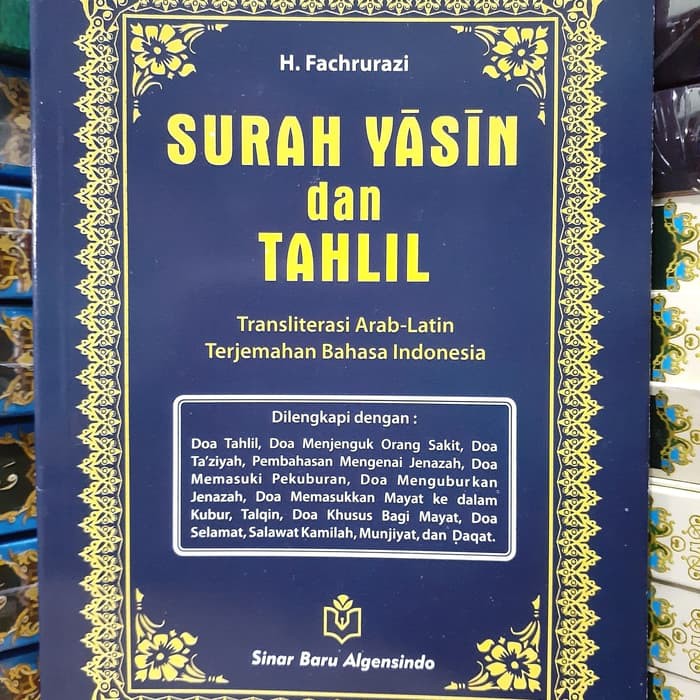 H. Fachrurazi
SURAH YĀSĪN
dan
TAHLIL
Transliterasi Arab-Latin
Terjemahan Bahasa Indonesia
Dilengkapi dengan :
Doa Tahlil, Doa Menjenguk Orang Sakit, Doa
Ta'ziyah, Pembahasan Mengenai Jenazah, Doa
Memasuki Pekuburan, Doa Menguburkan
Jenazah, Doa Memasukkan Mayat ke dalam
Kubur, Talqin, Doa Khusus Bagi Mayat, Doa
Selamat, Salawat Kamilah, Munjiyat, dan Ḍaqat.
Sinar Baru Algensindo